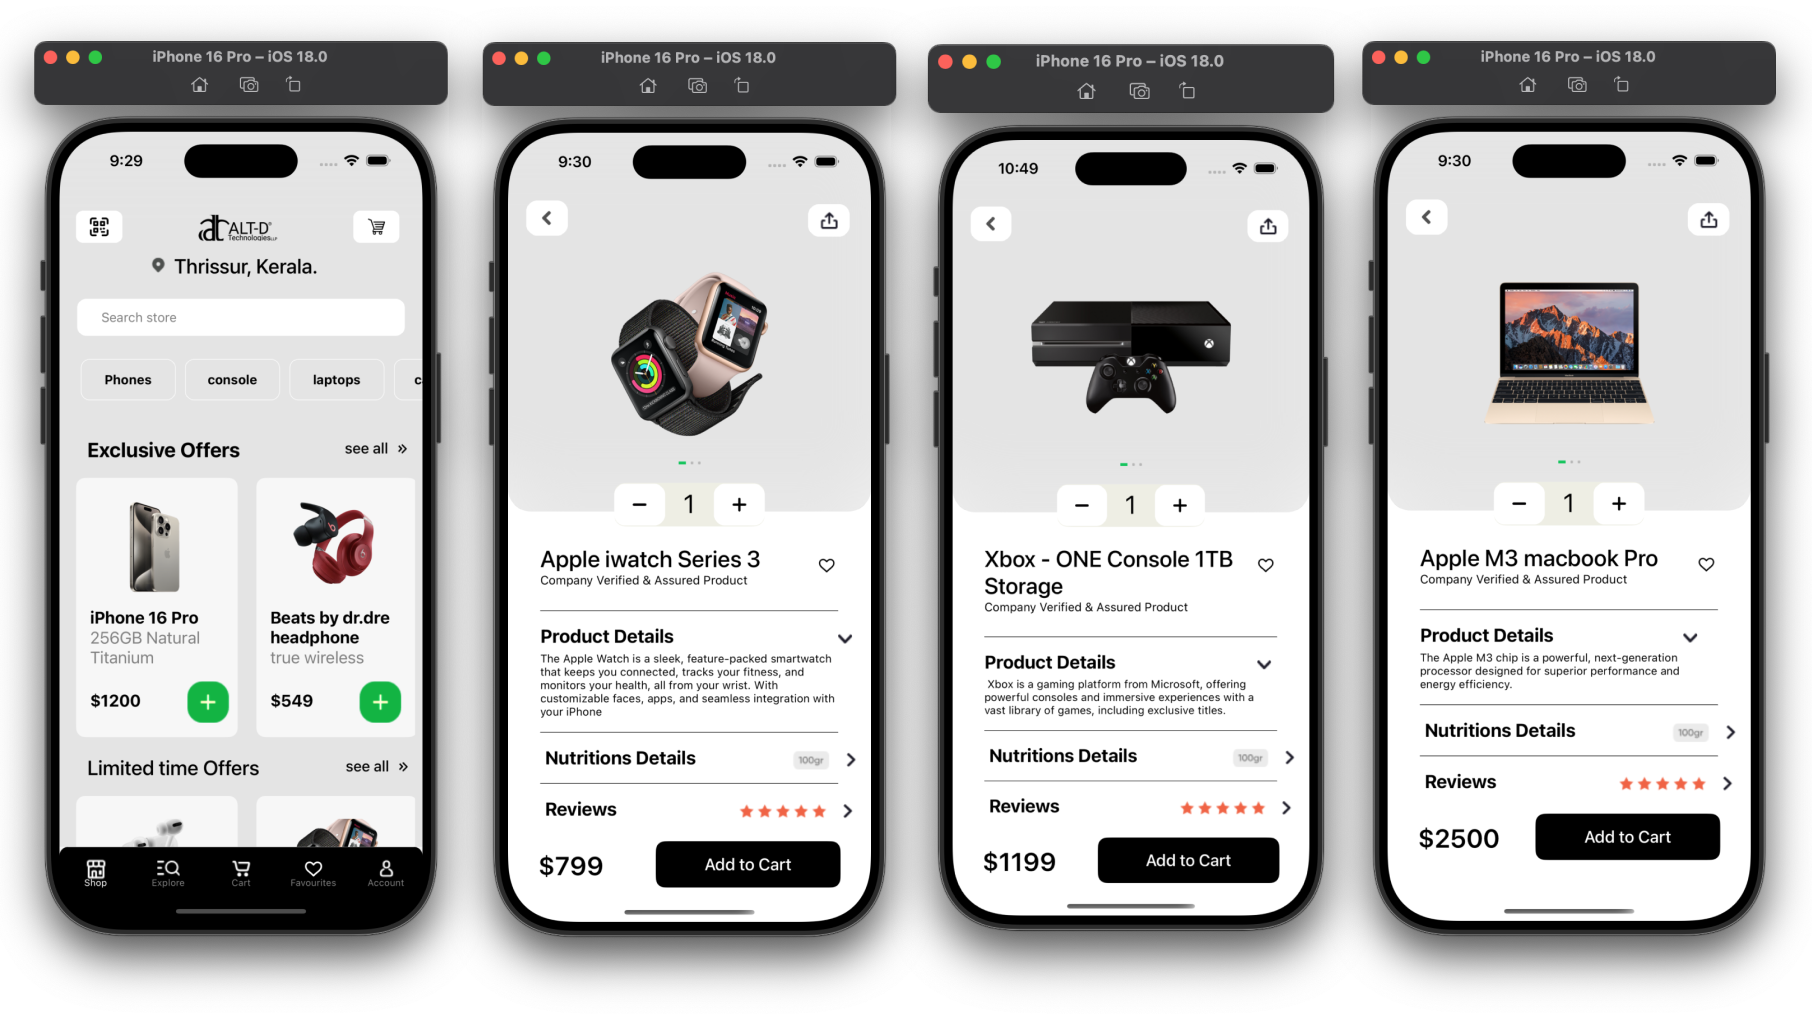 iPhone 16 Pro – iOS 18.0
9:29
ALT-D®
Technologies LLP
Thrissur, Kerala.
Search store
Phones
console
laptops
c
Exclusive Offers
see all »
iPhone 16 Pro
256GB Natural
Titanium
$1200
Beats by dr.dre
headphone
true wireless
$549
Limited time Offers
see all »
Shop
Explore
Cart
Favourites
Account
iPhone 16 Pro – iOS 18.0
9:30
1
Apple iwatch Series 3
Company Verified & Assured Product
Product Details
The Apple Watch is a sleek, feature-packed smartwatch
that keeps you connected, tracks your fitness, and
monitors your health, all from your wrist. With
customizable faces, apps, and seamless integration with
your iPhone
Nutritions Details
100gr
Reviews
$799
Add to Cart
iPhone 16 Pro – iOS 18.0
10:49
1
Xbox - ONE Console 1TB
Storage
Company Verified & Assured Product
Product Details
Xbox is a gaming platform from Microsoft, offering
powerful consoles and immersive experiences with a
vast library of games, including exclusive titles.
Nutritions Details
100gr
Reviews
$1199
Add to Cart
iPhone 16 Pro – iOS 18.0
9:30
1
Apple M3 macbook Pro
Company Verified & Assured Product
Product Details
The Apple M3 chip is a powerful, next-generation
processor designed for superior performance and
energy efficiency.
Nutritions Details
100gr
Reviews
$2500
Add to Cart